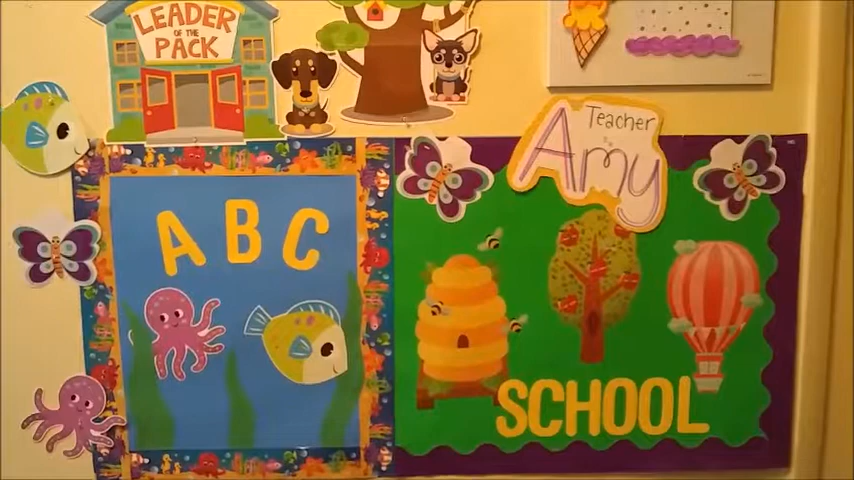 LEADER
OF THE
PACK
Teacher
Amy
A B C
SCHOOL